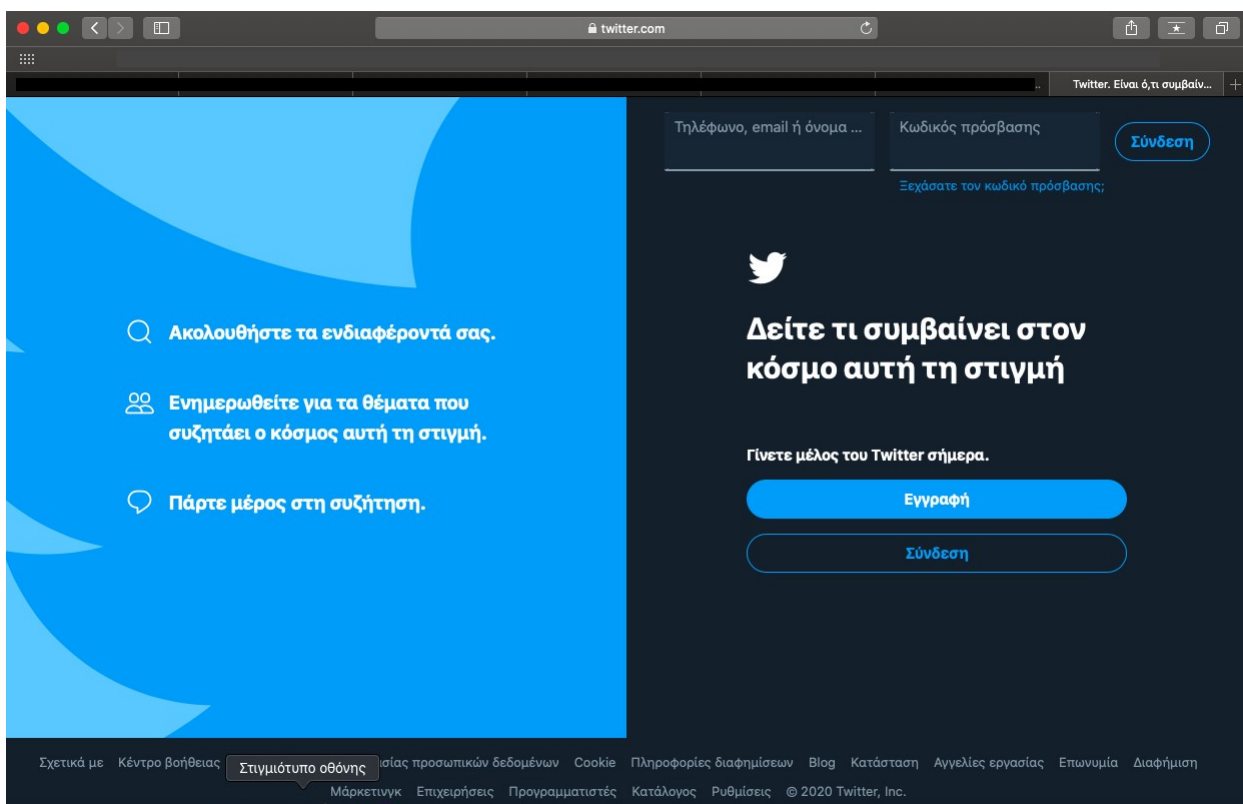 twitter.com
Twitter. Είναι ό,τι συμβαίν...
Τηλέφωνο, email ή όνομα ...
Κωδικός πρόσβασης
Σύνδεση
Ξεχάσατε τον κωδικό πρόσβασης;
Ακολουθήστε τα ενδιαφέροντά σας.
Ενημερωθείτε για τα θέματα που
συζητάει ο κόσμος αυτή τη στιγμή.
Πάρτε μέρος στη συζήτηση.
Δείτε τι συμβαίνει στον
κόσμο αυτή τη στιγμή
Γίνετε μέλος του Twitter σήμερα.
Εγγραφή
Σύνδεση
Σχετικά με Κέντρο βοήθειας Στιγμιότυπο οθόνης προσωπικών δεδομένων Cookie Πληροφορίες διαφημίσεων Blog Κατάσταση Αγγελίες εργασίας Επωνυμία Διαφήμιση
Μάρκετινγκ Επιχειρήσεις Προγραμματιστές Κατάλογος Ρυθμίσεις © 2020 Twitter, Inc.